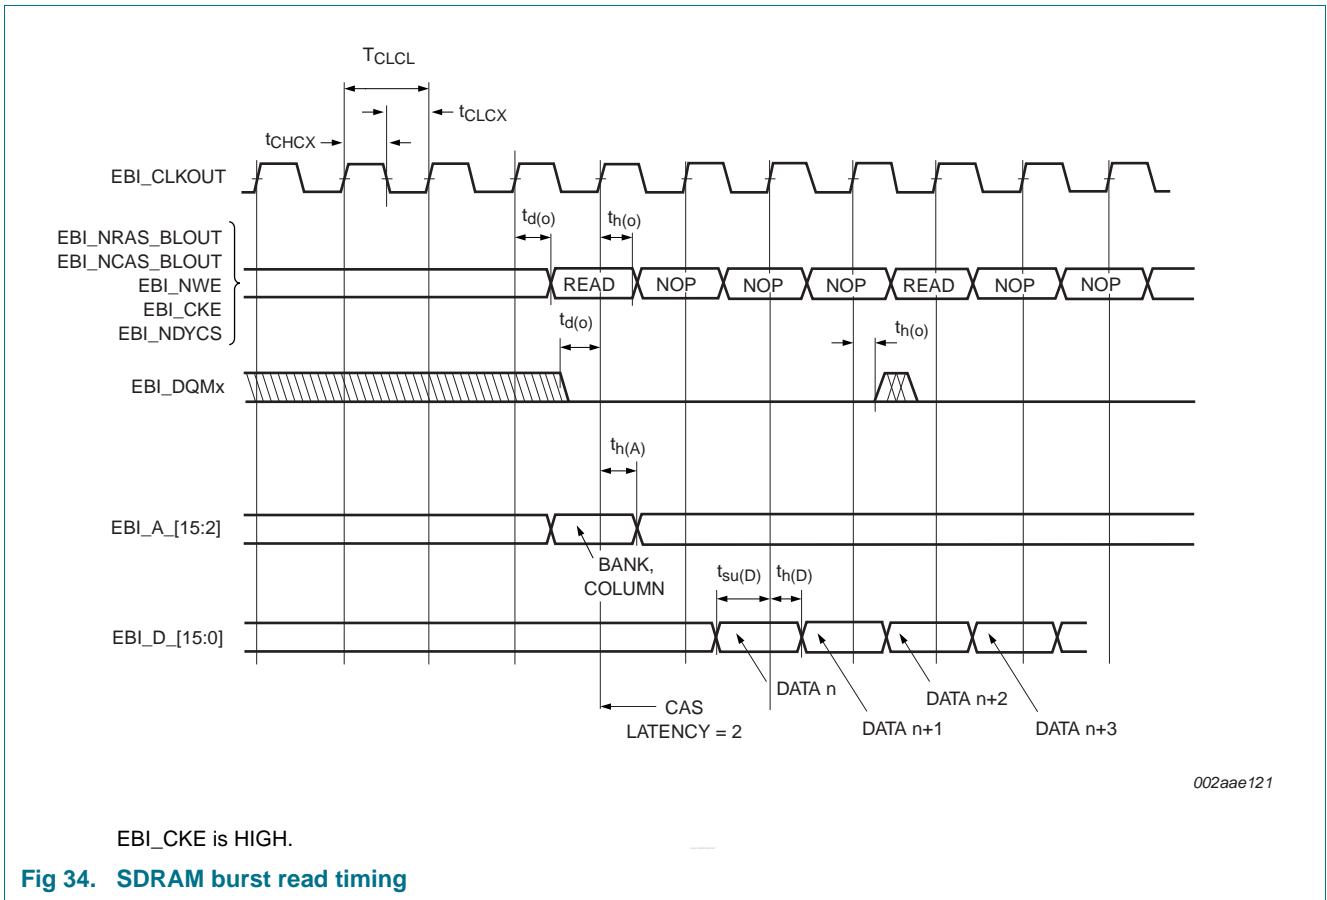 TCLCL
tCLCX
tCHCX
EBI_CLKOUT
td(o)
th(o)
EBI_NRAS_BLOUT
EBI_NCAS_BLOUT
EBI_NWE
EBI_CKE
EBI_NDYCS
READ NOP NOP NOP READ NOP NOP
td(o)
th(o)
EBI_DQMx
th(A)
EBI_A_[15:2]
BANK,
COLUMN
tsu(D)
th(D)
EBI_D_[15:0]
DATA n
DATA n+1
DATA n+2
DATA n+3
CAS
LATENCY = 2
002aae121
EBI_CKE is HIGH.
Fig 34. SDRAM burst read timing